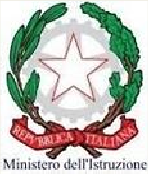 REPVBBLICA ITALIANA
Ministero dell'Istruzione